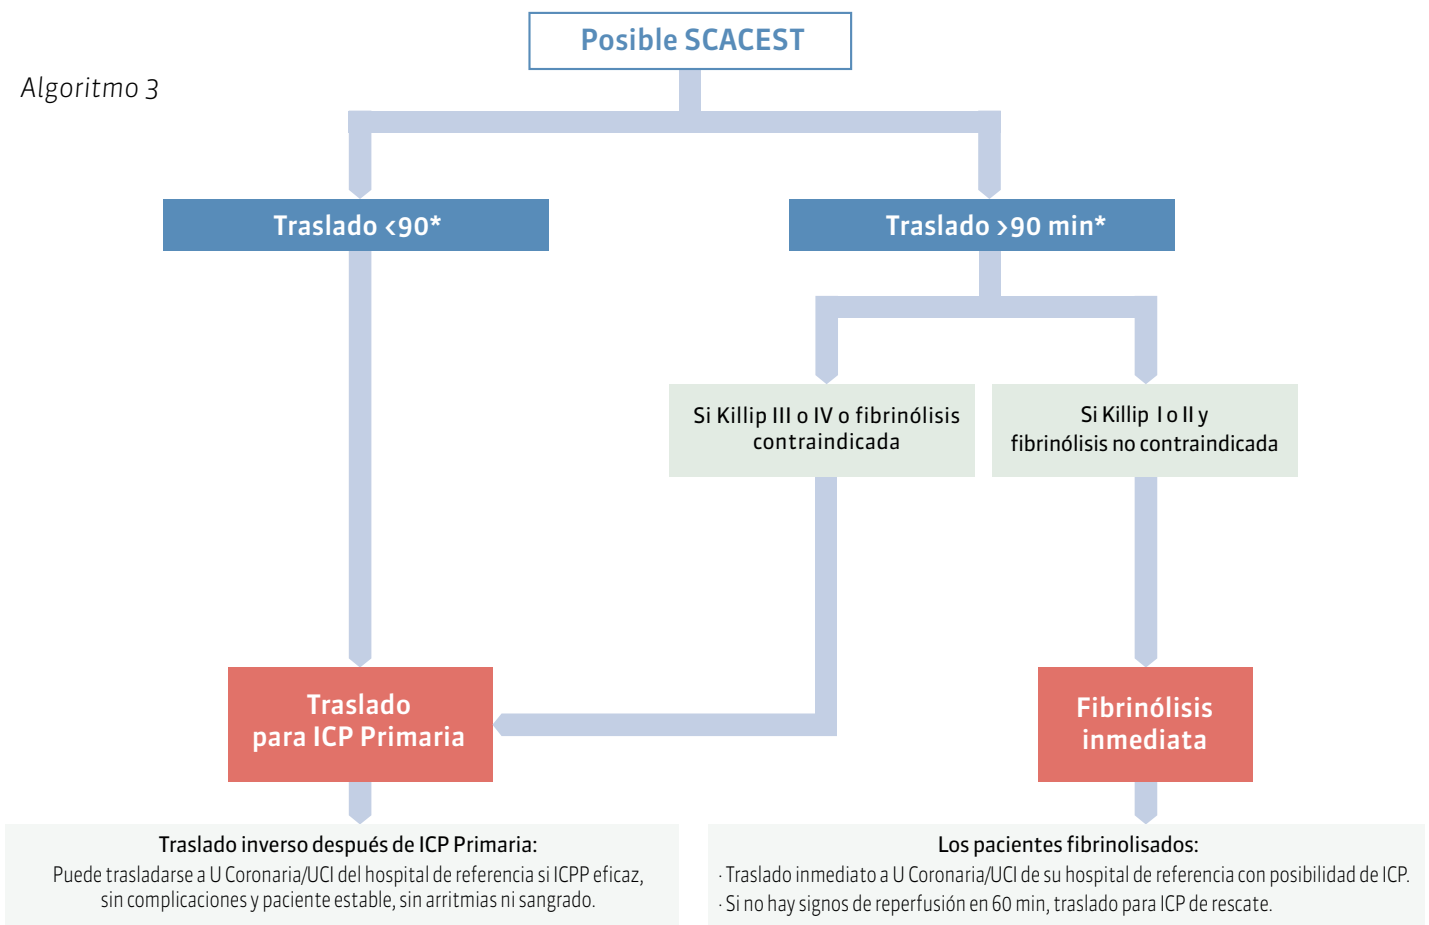 Posible SCACEST
Algoritmo 3
Traslado <90*
Traslado >90 min*
Si Killip III o IV o fibrinólisis
contraindicada
Si Killip I o II y
fibrinólisis no contraindicada
Traslado
para ICP Primaria
Fibrinólisis
inmediata
Traslado inverso después de ICP Primaria:
Puede trasladarse a U Coronaria/UCI del hospital de referencia si ICPP eficaz,
sin complicaciones y paciente estable, sin arritmias ni sangrado.
Los pacientes fibrinolisados:
· Traslado inmediato a U Coronaria/UCI de su hospital de referencia con posibilidad de ICP.
· Si no hay signos de reperfusión en 60 min, traslado para ICP de rescate.